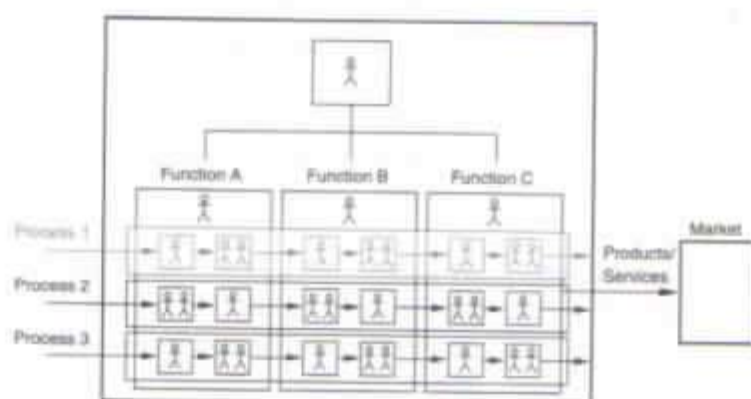 Function A
Function B
Function C
Process 1
Market
Products/
Services
Process 2
Process 3